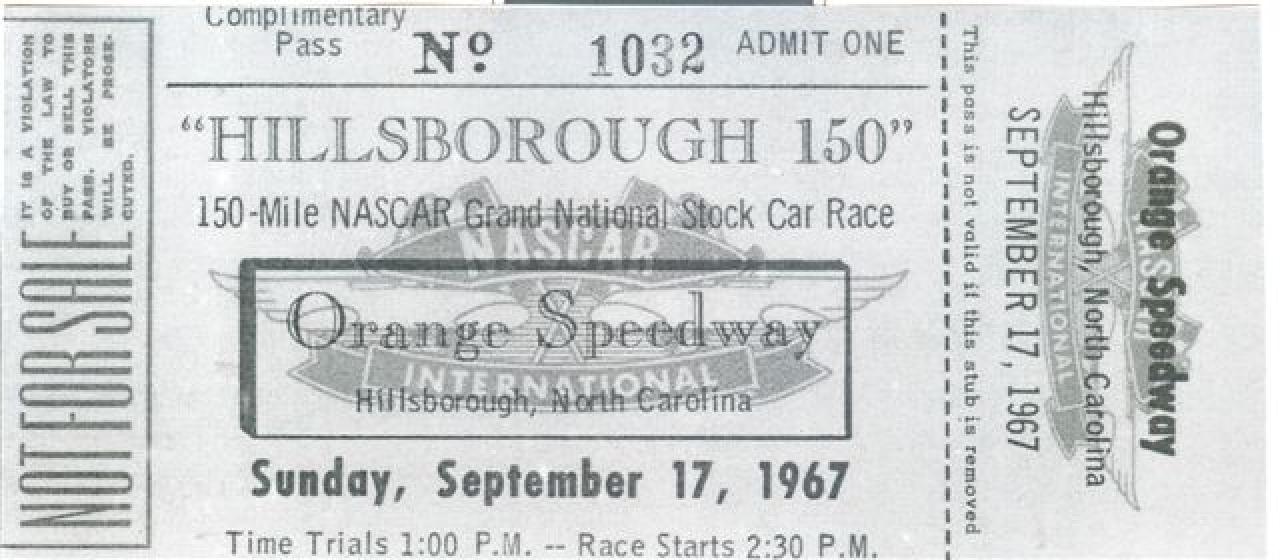 Complimentary
Pass
Nº 1032 ADMIT ONE
"HILLSBOROUGH 150"
150-Mile NASCAR Grand National Stock Car Race
NASCAR
Orange Speedway
INTERNATIONAL
Hillsborough, North Carolina
Sunday, September 17, 1967
Time Trials 1:00 P.M. -- Race Starts 2:30 P.M.
NOT FOR SALE
IT IS A VIOLATION
OF THE LAW TO
BUY OR SELL THIS
PASS. VIOLATORS
WILL BE PROSE-
CUTED.
This pass is not valid if this stub is removed
Orange Speedway
Hillsborough, North Carolina
INTERNATIONAL
SEPTEMBER 17, 1967